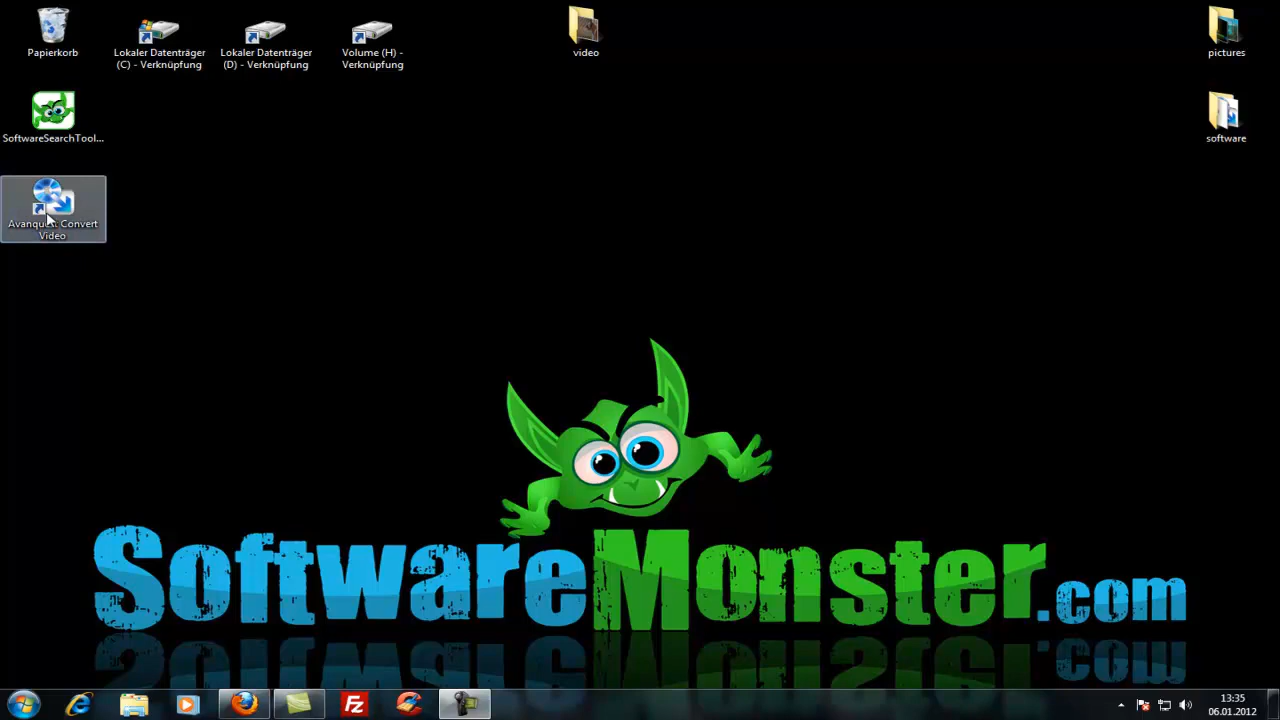 Papierkorb
Lokaler Datenträger
(C) - Verknüpfung
Lokaler Datenträger
(D) - Verknüpfung
Volume (H) -
Verknüpfung
video
pictures
SoftwareSearchTool...
software
Avanquest Convert
Video
SoftwareMonster.com
Fz
13:35
06.01.2012